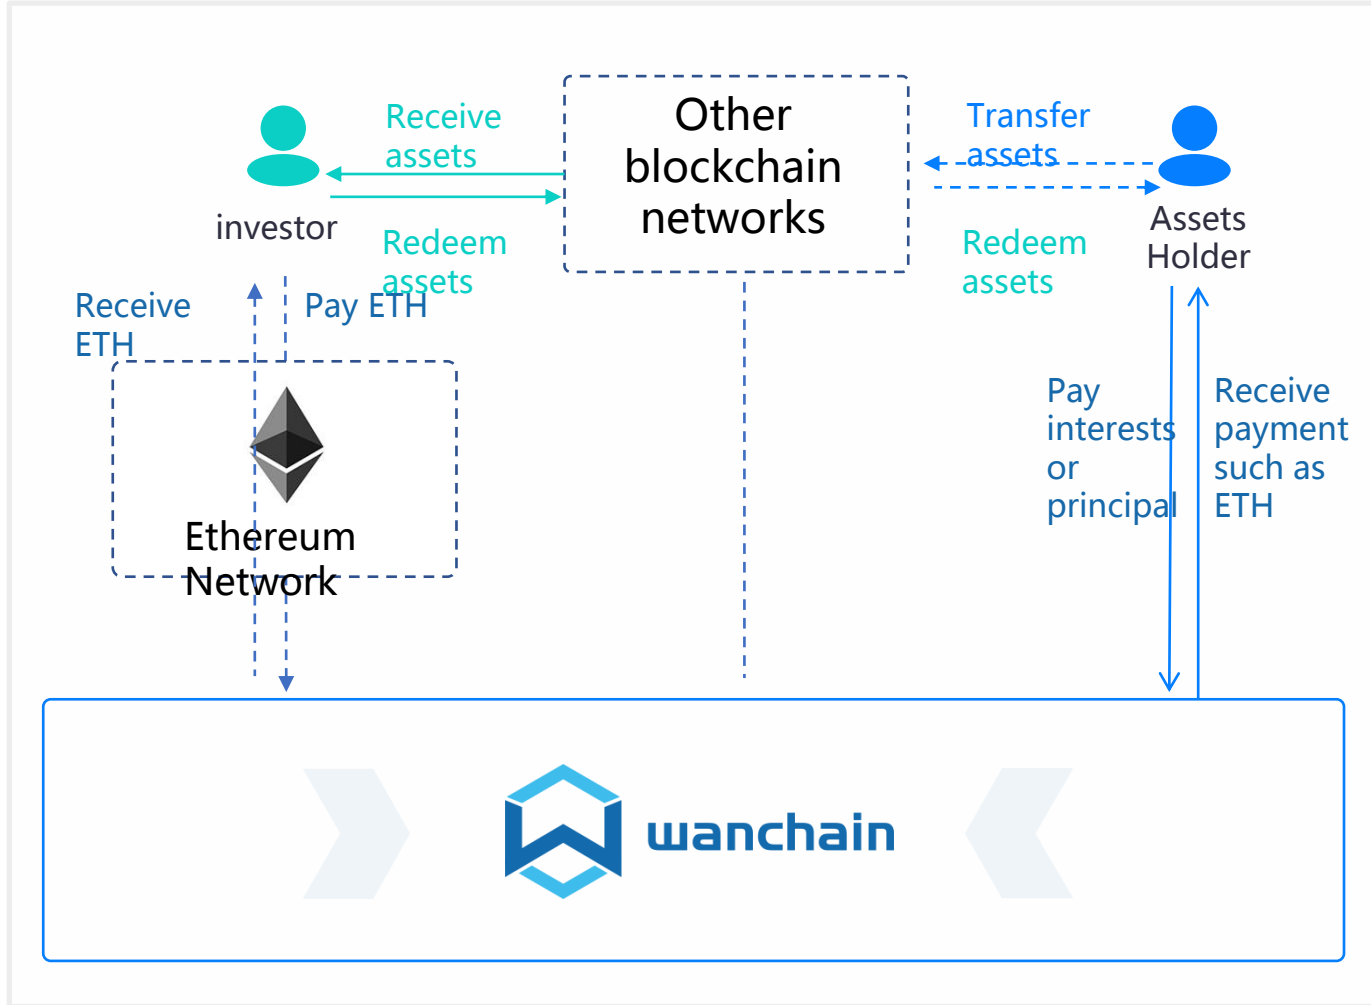 Receive
assets
Other
blockchain
networks
Transfer
assets
investor
Redeem
assets
Redeem
assets
Assets
Holder
Receive
ETH
Pay ETH
Pay
interests
or
principal
Receive
payment
such as
ETH
Ethereum
Network
wanchain